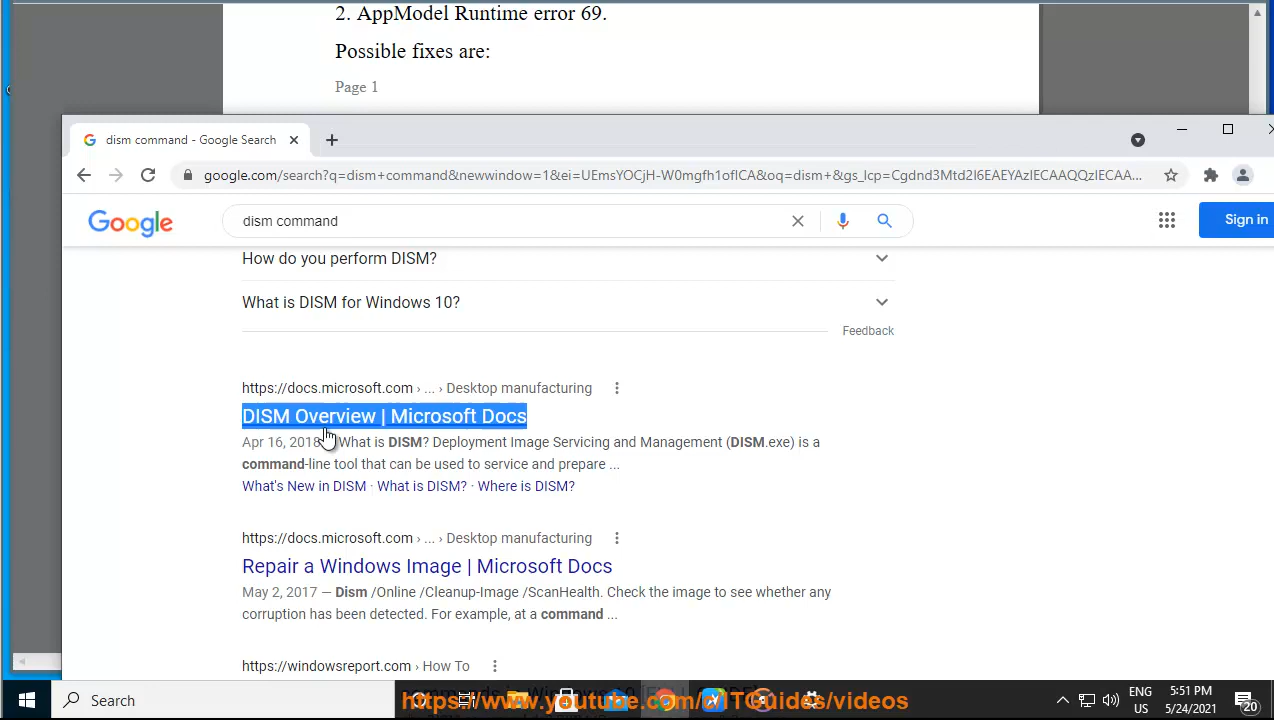 2. AppModel Runtime error 69.
Possible fixes are:
Page 1
dism command - Google Search
google.com/search?q=dism+command&newwindow=1&ei=UEmsYOCjH-W0mgfh1ofICA&oq=dism+&gs_lcp=Cgdnd3Mtd2l6EAEYAzIECAAQQzIECAA...
Google
dism command
Sign in
How do you perform DISM?
What is DISM for Windows 10?
Feedback
https://docs.microsoft.com › ... › Desktop manufacturing
DISM Overview | Microsoft Docs
Apr 16, 2018 What is DISM? Deployment Image Servicing and Management (DISM.exe) is a
command-line tool that can be used to service and prepare ...
What's New in DISM · What is DISM? · Where is DISM?
https://docs.microsoft.com › ... › Desktop manufacturing
Repair a Windows Image | Microsoft Docs
May 2, 2017 — Dism /Online /Cleanup-Image /ScanHealth. Check the image to see whether any
corruption has been detected. For example, at a command ...
https://windowsreport.com › How To
Search
ENG
US
5:51 PM
5/24/2021
20